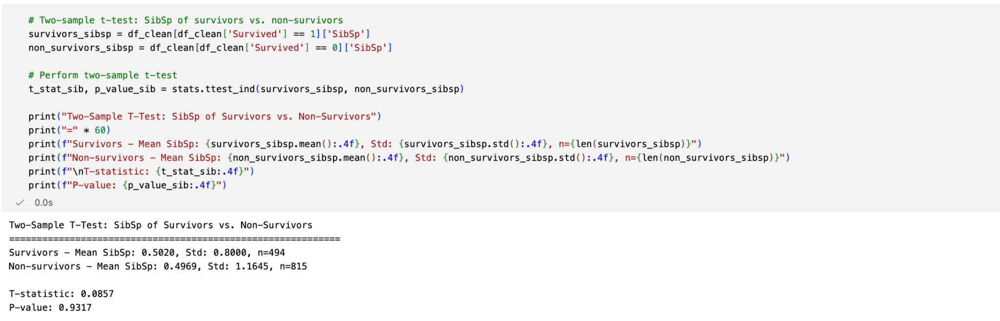 # Two-sample t-test: SibSp of survivors vs. non-survivors
survivors_sibsp = df_clean[df_clean['Survived'] == 1]['SibSp']
non_survivors_sibsp = df_clean[df_clean['Survived'] == 0]['SibSp']
# Perform two-sample t-test
t_stat_sib, p_value_sib = stats.ttest_ind(survivors_sibsp, non_survivors_sibsp)
print("Two-Sample T-Test: SibSp of Survivors vs. Non-Survivors")
print("=" * 60)
print(f"Survivors - Mean SibSp: {survivors_sibsp.mean():.4f}, Std: {survivors_sibsp.std():.4f}, n={len(survivors_sibsp)}")
print(f"Non-survivors - Mean SibSp: {non_survivors_sibsp.mean():.4f}, Std: {non_survivors_sibsp.std():.4f}, n={len(non_survivors_sibsp)}")
print(f"\nT-statistic: {t_stat_sib:.4f}")
print(f"P-value: {p_value_sib:.4f}")
✓ 0.0s
Two-Sample T-Test: SibSp of Survivors vs. Non-Survivors
============================================================
Survivors - Mean SibSp: 0.5020, Std: 0.8000, n=494
Non-survivors - Mean SibSp: 0.4969, Std: 1.1645, n=815
T-statistic: 0.0857
P-value: 0.9317